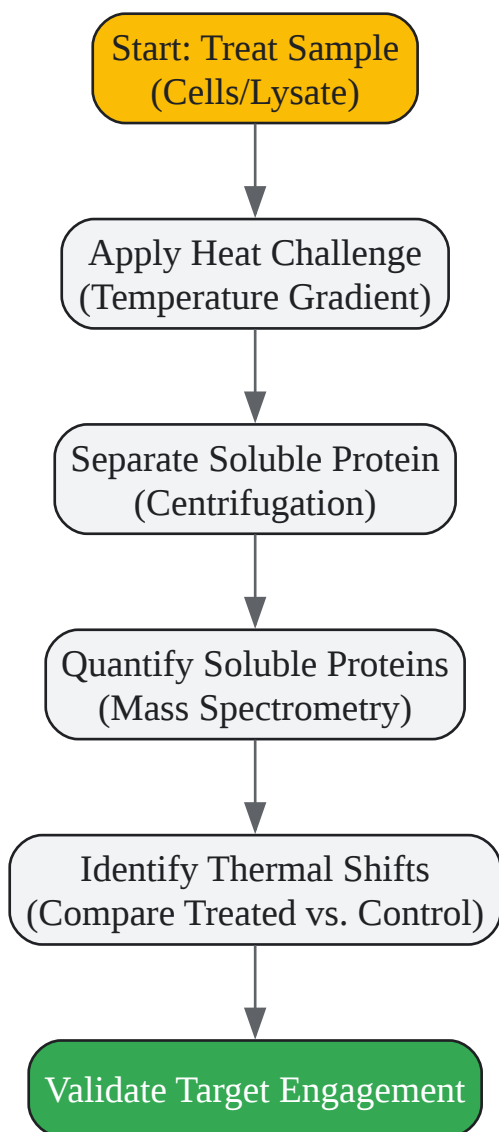 Start: Treat Sample
(Cells/Lysate)
Apply Heat Challenge
(Temperature Gradient)
Separate Soluble Protein
(Centrifugation)
Quantify Soluble Proteins
(Mass Spectrometry)
Identify Thermal Shifts
(Compare Treated vs. Control)
Validate Target Engagement